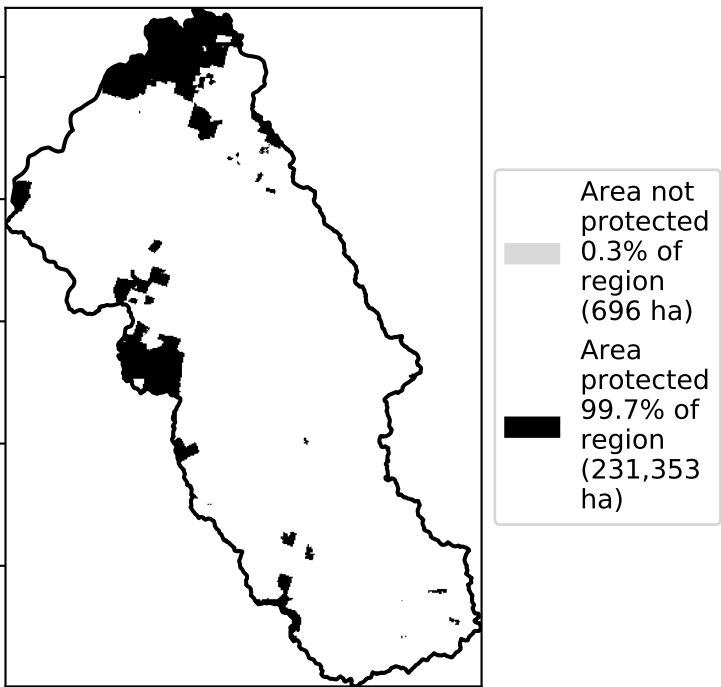 Area not
protected
0.3% of
region
(696 ha)
Area
protected
99.7% of
region
(231,353
ha)